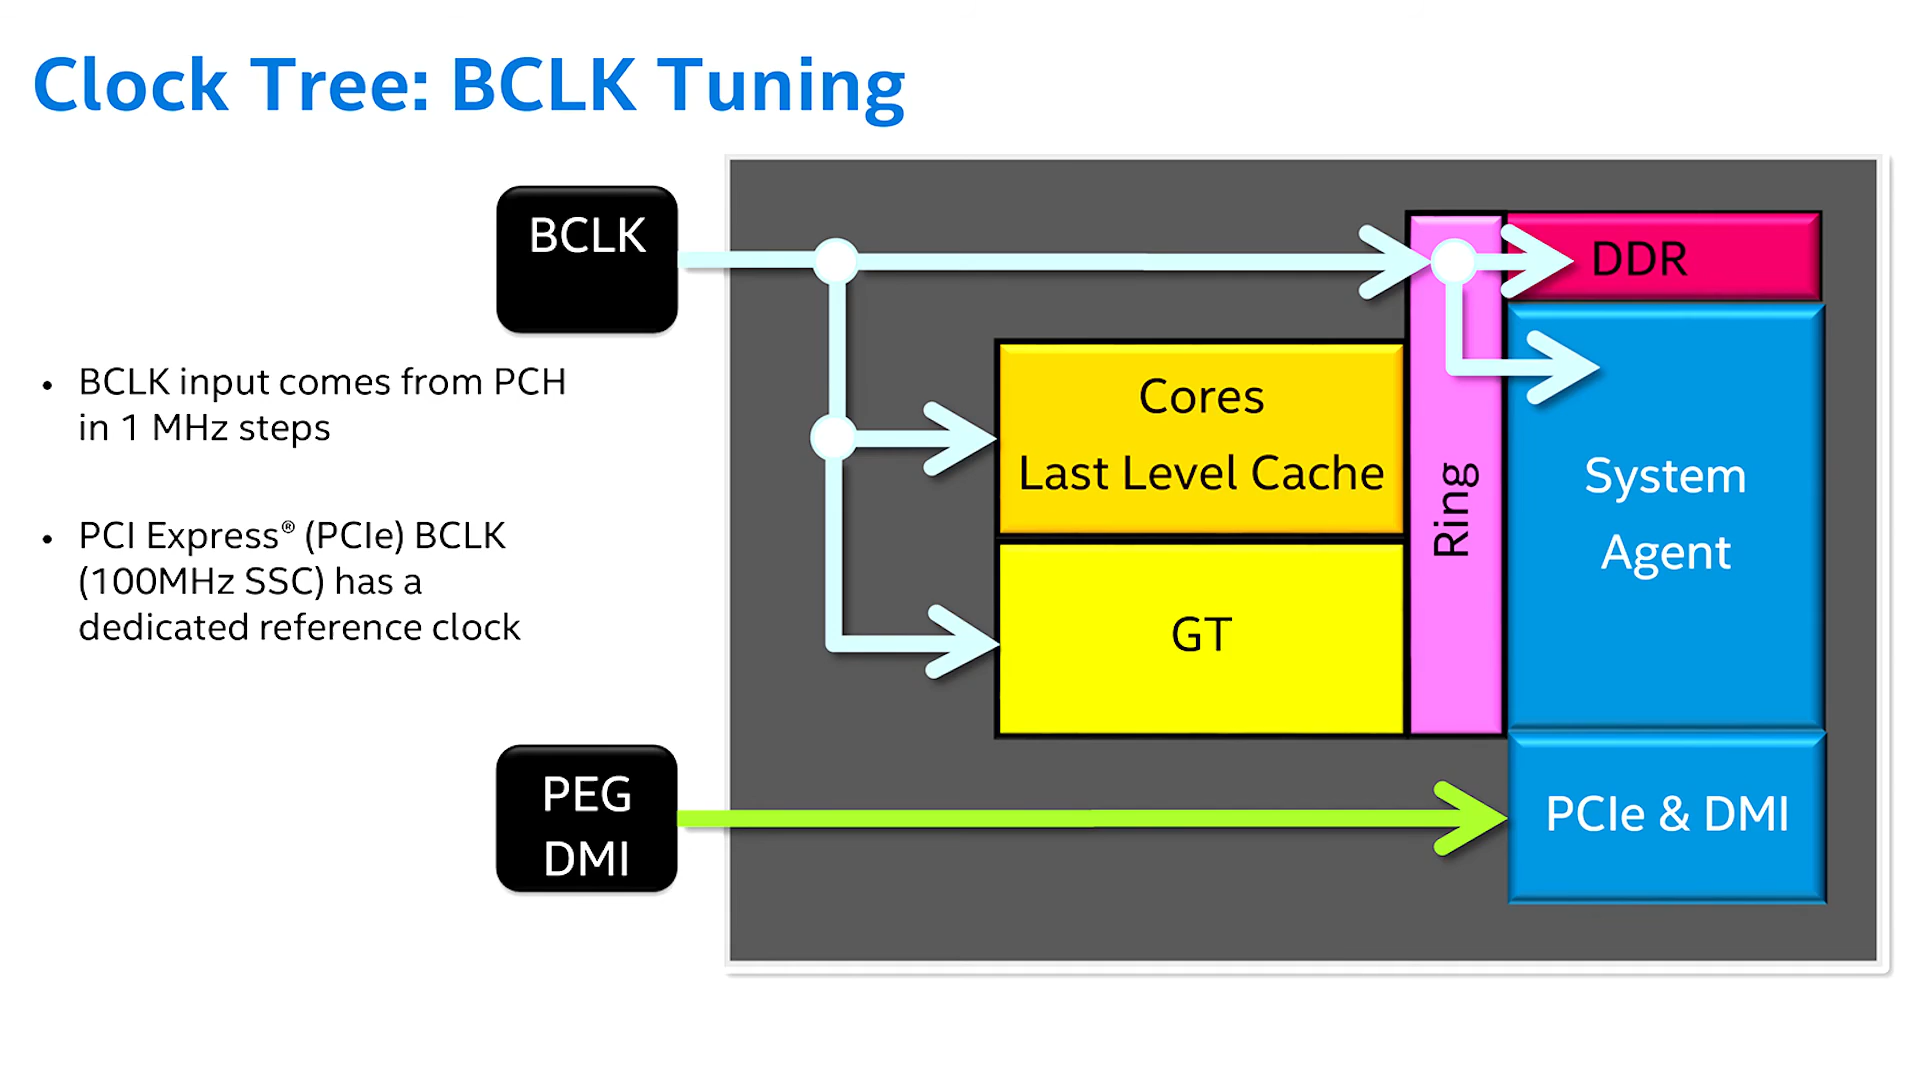 Clock Tree: BCLK Tuning
BCLK
• BCLK input comes from PCH
in 1 MHz steps
• PCI Express® (PCIe) BCLK
(100MHz SSC) has a
dedicated reference clock
PEG
DMI
Cores
Last Level Cache
GT
Ring
DDR
System
Agent
PCIe & DMI